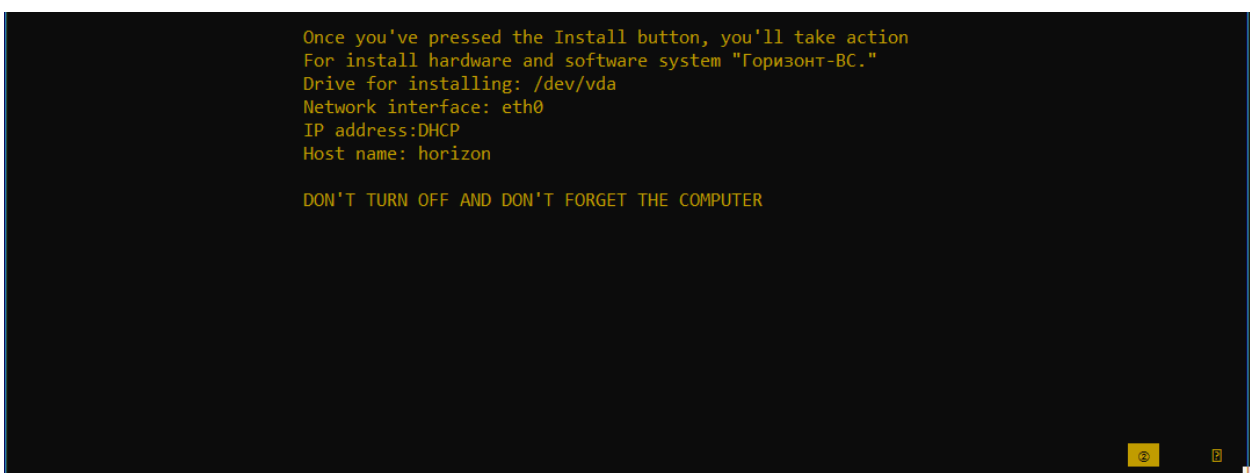 Once you've pressed the Install button, you'll take action
For install hardware and software system "Горизонт-ВС."
Drive for installing: /dev/vda
Network interface: eth0
IP address:DHCP
Host name: horizon
DON'T TURN OFF AND DON'T FORGET THE COMPUTER
②